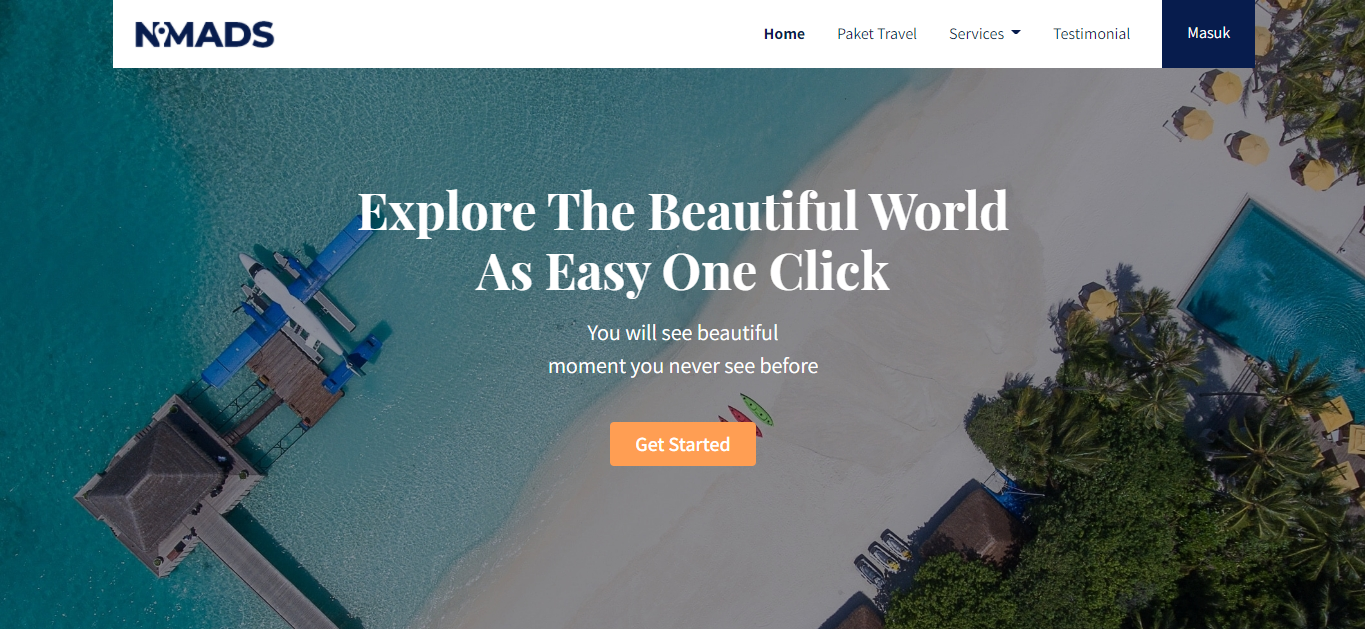 NOMADS
Home
Paket Travel
Services
Testimonial
Masuk
Explore The Beautiful World
As Easy One Click
You will see beautiful
moment you never see before
Get Started